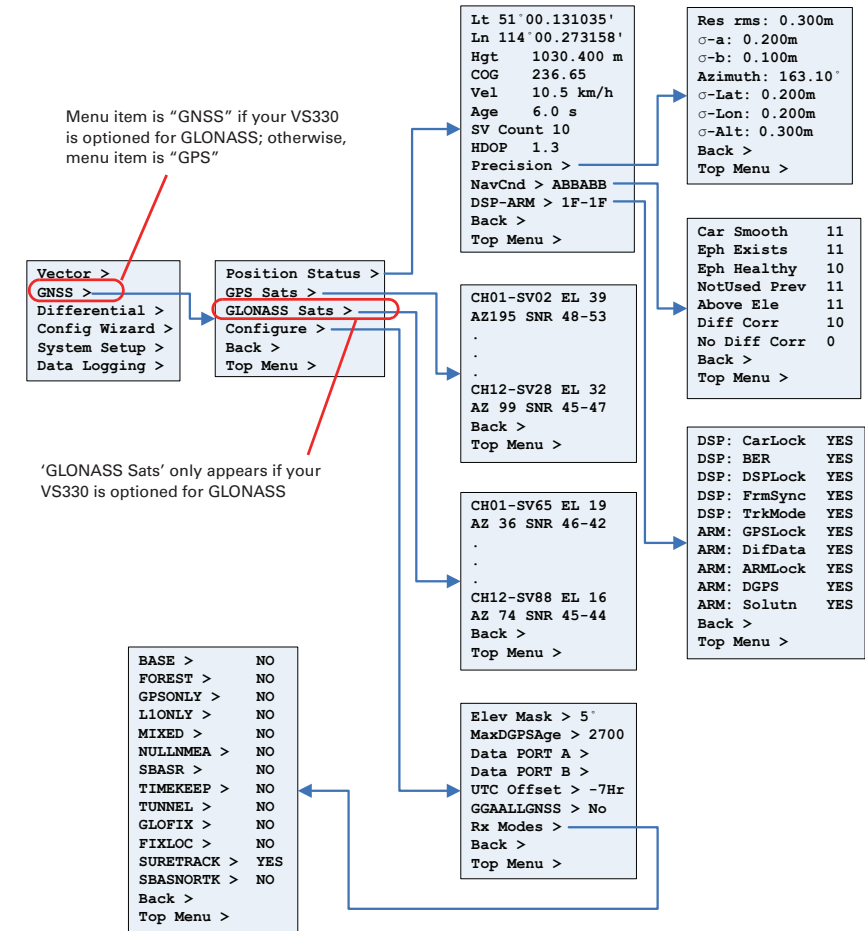 Menu item is “GNSS” if your VS330
is optioned for GLONASS; otherwise,
menu item is “GPS”
Vector >
GNSS >
Differential >
Config Wizard >
System Setup >
Data Logging >
Position Status >
GPS Sats >
GLONASS Sats >
Configure >
Back >
Top Menu >
'GLONASS Sats’ only appears if your
VS330 is optioned for GLONASS
Lt 51°00.131035'
Ln 114°00.273158'
Hgt 1030.400 m
COG 236.65
Vel 10.5 km/h
Age 6.0 s
SV Count 10
HDOP 1.3
Precision >
NavCnd > ABBABB
DSP-ARM > 1F-1F
Back >
Top Menu >
Res rms: 0.300m
σ-a: 0.200m
σ-b: 0.100m
Azimuth: 163.10°
σ-Lat: 0.200m
σ-Lon: 0.200m
σ-Alt: 0.300m
Back >
Top Menu >
Car Smooth 11
Eph Exists 11
Eph Healthy 10
NotUsed Prev 11
Above Ele 11
Diff Corr 10
No Diff Corr 0
Back >
Top Menu >
DSP: CarLock YES
DSP: BER YES
DSP: DSPLock YES
DSP: FrmSync YES
DSP: TrkMode YES
ARM: GPSLock YES
ARM: DifData YES
ARM: ARMLock YES
ARM: DGPS YES
ARM: Solutn YES
Back >
Top Menu >
CH01-SV02 EL 39
AZ195 SNR 48-53
.
.
.
CH12-SV28 EL 32
AZ 99 SNR 45-47
Back >
Top Menu >
CH01-SV65 EL 19
AZ 36 SNR 46-42
.
.
.
CH12-SV88 EL 16
AZ 74 SNR 45-44
Back >
Top Menu >
Elev Mask > 5°
MaxDGPSAge > 2700
Data PORT A >
Data PORT B >
UTC Offset > -7Hr
GGAALLGNSS > No
Rx Modes >
Back >
Top Menu >
BASE > NO
FOREST > NO
GPSONLY > NO
L1ONLY > NO
MIXED > NO
NULLNMEA > NO
SBASR > NO
TIMEKEEP > NO
TUNNEL > NO
GLOFIX > NO
FIXLOC > NO
SURETRACK > YES
SBASNORTK > NO
Back >
Top Menu >